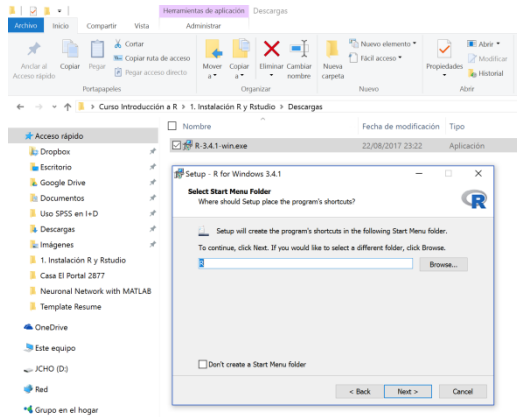 Herramientas de aplicación Descargas
Archivo Inicio Compartir Vista Administrar
Anclar al Acceso rápido
Copiar
Pegar
Cortar
Copiar ruta de acceso
Pegar acceso directo
Portapapeles
Mover a
Copiar a
Eliminar
Cambiar nombre
Organizar
Nueva carpeta
Nuevo elemento
Fácil acceso
Nuevo
Propiedades
Abrir
Modificar
Historial
Abrir
> Curso Introducción a R > 1. Instalación R y Rstudio > Descargas
Nombre Fecha de modificación Tipo
R-3.4.1-win.exe 22/08/2017 23:22 Aplicación
Acceso rápido
Dropbox
Escritorio
Google Drive
Documentos
Uso SPSS en I+D
Descargas
Imágenes
1. Instalación R y Rstudio
Casa El Portal 2877
Neuronal Network with MATLAB
Template Resume
OneDrive
Este equipo
JCHO (D:)
Red
Grupo en el hogar
Setup - R for Windows 3.4.1
Select Start Menu Folder
Where should Setup place the program's shortcuts?
R
Setup will create the program's shortcuts in the following Start Menu folder.
To continue, click Next. If you would like to select a different folder, click Browse.
R
Browse...
Don't create a Start Menu folder
< Back Next > Cancel